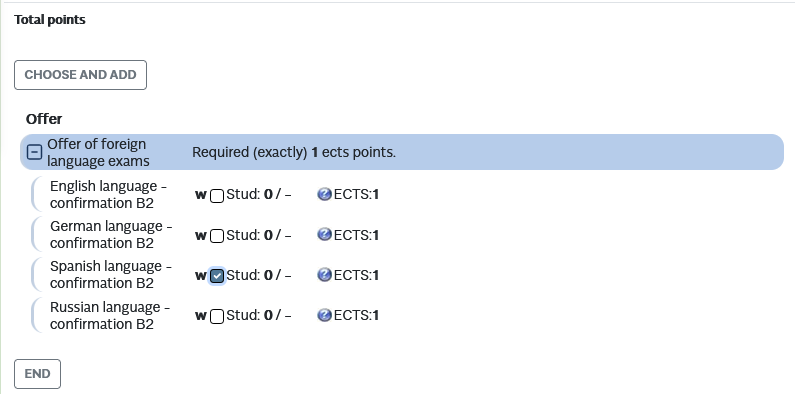 Total points
CHOOSE AND ADD
Offer
Offer of foreign
language exams
Required (exactly) 1 ects points.
English language -
confirmation B2
w Stud: 0 / - ECTS:1
German language -
confirmation B2
w Stud: 0 / - ECTS:1
Spanish language -
confirmation B2
w Stud: 0 / - ECTS:1
Russian language -
confirmation B2
w Stud: 0 / - ECTS:1
END